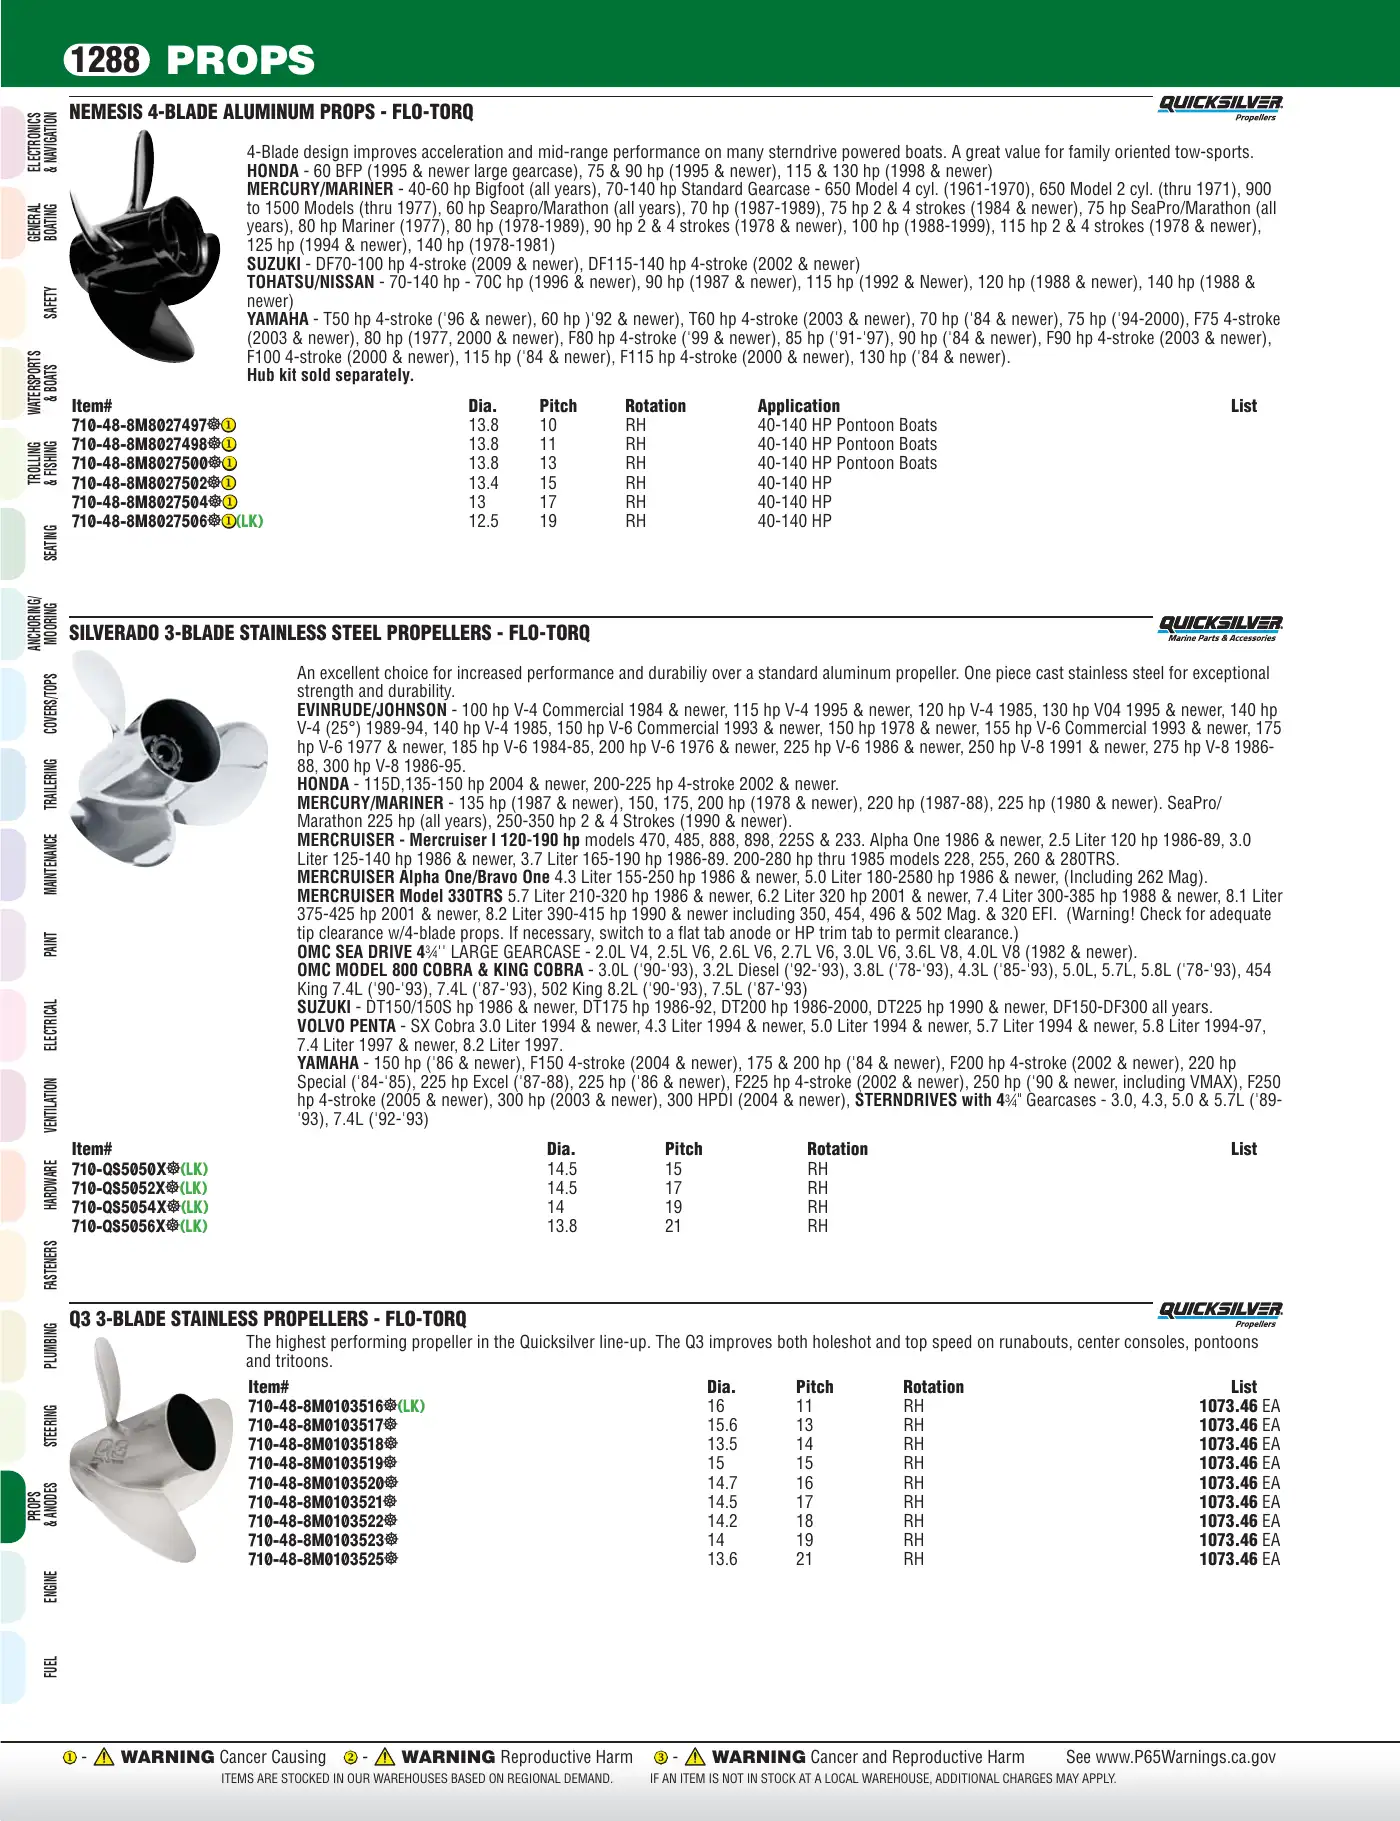 1288 PROPS
NEMESIS 4-BLADE ALUMINUM PROPS - FLO-TORQ
QUICKSILVER
Propellers
4-Blade design improves acceleration and mid-range performance on many sterndrive powered boats. A great value for family oriented tow-sports.
HONDA - 60 BFP (1995 & newer large gearcase), 75 & 90 hp (1995 & newer), 115 & 130 hp (1998 & newer)
MERCURY/MARINER - 40-60 hp Bigfoot (all years), 70-140 hp Standard Gearcase - 650 Model 4 cyl. (1961-1970), 650 Model 2 cyl. (thru 1971), 900
to 1500 Models (thru 1977), 60 hp Seapro/Marathon (all years), 70 hp (1987-1989), 75 hp 2 & 4 strokes (1984 & newer), 75 hp SeaPro/Marathon (all
years), 80 hp Mariner (1977), 80 hp (1978-1989), 90 hp 2 & 4 strokes (1978 & newer), 100 hp (1988-1999), 115 hp 2 & 4 strokes (1978 & newer),
125 hp (1994 & newer), 140 hp (1978-1981)
SUZUKI - DF70-100 hp 4-stroke (2009 & newer), DF115-140 hp 4-stroke (2002 & newer)
TOHATSU/NISSAN - 70-140 hp - 70C hp (1996 & newer), 90 hp (1987 & newer), 115 hp (1992 & Newer), 120 hp (1988 & newer), 140 hp (1988 &
newer)
YAMAHA - T50 hp 4-stroke ('96 & newer), 60 hp )'92 & newer), T60 hp 4-stroke (2003 & newer), 70 hp ('84 & newer), 75 hp ('94-2000), F75 4-stroke
(2003 & newer), 80 hp (1977, 2000 & newer), F80 hp 4-stroke ('99 & newer), 85 hp ('91-'97), 90 hp ('84 & newer), F90 hp 4-stroke (2003 & newer),
F100 4-stroke (2000 & newer), 115 hp ('84 & newer), F115 hp 4-stroke (2000 & newer), 130 hp ('84 & newer).
Hub kit sold separately.
Item# Dia. Pitch Rotation Application List
710-48-8M8027497☸① 13.8 10 RH 40-140 HP Pontoon Boats
710-48-8M8027498☸① 13.8 11 RH 40-140 HP Pontoon Boats
710-48-8M8027500☸① 13.8 13 RH 40-140 HP Pontoon Boats
710-48-8M8027502☸① 13.4 15 RH 40-140 HP
710-48-8M8027504☸① 13 17 RH 40-140 HP
710-48-8M8027506☸①(LK) 12.5 19 RH 40-140 HP
SILVERADO 3-BLADE STAINLESS STEEL PROPELLERS - FLO-TORQ
QUICKSILVER
Marine Parts & Accessories
An excellent choice for increased performance and durabiliy over a standard aluminum propeller. One piece cast stainless steel for exceptional
strength and durability.
EVINRUDE/JOHNSON - 100 hp V-4 Commercial 1984 & newer, 115 hp V-4 1995 & newer, 120 hp V-4 1985, 130 hp V04 1995 & newer, 140 hp
V-4 (25°) 1989-94, 140 hp V-4 1985, 150 hp V-6 Commercial 1993 & newer, 150 hp 1978 & newer, 155 hp V-6 Commercial 1993 & newer, 175
hp V-6 1977 & newer, 185 hp V-6 1984-85, 200 hp V-6 1976 & newer, 225 hp V-6 1986 & newer, 250 hp V-8 1991 & newer, 275 hp V-8 1986-
88, 300 hp V-8 1986-95.
HONDA - 115D,135-150 hp 2004 & newer, 200-225 hp 4-stroke 2002 & newer.
MERCURY/MARINER - 135 hp (1987 & newer), 150, 175, 200 hp (1978 & newer), 220 hp (1987-88), 225 hp (1980 & newer). SeaPro/
Marathon 225 hp (all years), 250-350 hp 2 & 4 Strokes (1990 & newer).
MERCRUISER - Mercruiser I 120-190 hp models 470, 485, 888, 898, 225S & 233. Alpha One 1986 & newer, 2.5 Liter 120 hp 1986-89, 3.0
Liter 125-140 hp 1986 & newer, 3.7 Liter 165-190 hp 1986-89. 200-280 hp thru 1985 models 228, 255, 260 & 280TRS.
MERCRUISER Alpha One/Bravo One 4.3 Liter 155-250 hp 1986 & newer, 5.0 Liter 180-2580 hp 1986 & newer, (Including 262 Mag).
MERCRUISER Model 330TRS 5.7 Liter 210-320 hp 1986 & newer, 6.2 Liter 320 hp 2001 & newer, 7.4 Liter 300-385 hp 1988 & newer, 8.1 Liter
375-425 hp 2001 & newer, 8.2 Liter 390-415 hp 1990 & newer including 350, 454, 496 & 502 Mag. & 320 EFI. (Warning! Check for adequate
tip clearance w/4-blade props. If necessary, switch to a flat tab anode or HP trim tab to permit clearance.)
OMC SEA DRIVE 4¾'' LARGE GEARCASE - 2.0L V4, 2.5L V6, 2.6L V6, 2.7L V6, 3.0L V6, 3.6L V8, 4.0L V8 (1982 & newer).
OMC MODEL 800 COBRA & KING COBRA - 3.0L ('90-'93), 3.2L Diesel ('92-'93), 3.8L ('78-'93), 4.3L ('85-'93), 5.0L, 5.7L, 5.8L ('78-'93), 454
King 7.4L ('90-'93), 7.4L ('87-'93), 502 King 8.2L ('90-'93), 7.5L ('87-'93)
SUZUKI - DT150/150S hp 1986 & newer, DT175 hp 1986-92, DT200 hp 1986-2000, DT225 hp 1990 & newer, DF150-DF300 all years.
VOLVO PENTA - SX Cobra 3.0 Liter 1994 & newer, 4.3 Liter 1994 & newer, 5.0 Liter 1994 & newer, 5.7 Liter 1994 & newer, 5.8 Liter 1994-97,
7.4 Liter 1997 & newer, 8.2 Liter 1997.
YAMAHA - 150 hp ('86 & newer), F150 4-stroke (2004 & newer), 175 & 200 hp ('84 & newer), F200 hp 4-stroke (2002 & newer), 220 hp
Special ('84-'85), 225 hp Excel ('87-88), 225 hp ('86 & newer), F225 hp 4-stroke (2002 & newer), 250 hp ('90 & newer, including VMAX), F250
hp 4-stroke (2005 & newer), 300 hp (2003 & newer), 300 HPDI (2004 & newer), STERNDRIVES with 4¾" Gearcases - 3.0, 4.3, 5.0 & 5.7L ('89-
'93), 7.4L ('92-'93)
Item# Dia. Pitch Rotation List
710-QS5050X☸(LK) 14.5 15 RH
710-QS5052X☸(LK) 14.5 17 RH
710-QS5054X☸(LK) 14 19 RH
710-QS5056X☸(LK) 13.8 21 RH
Q3 3-BLADE STAINLESS PROPELLERS - FLO-TORQ
QUICKSILVER
Propellers
The highest performing propeller in the Quicksilver line-up. The Q3 improves both holeshot and top speed on runabouts, center consoles, pontoons
and tritoons.
Q3
Item# Dia. Pitch Rotation List
710-48-8M0103516☸(LK) 16 11 RH 1073.46 EA
710-48-8M0103517☸ 15.6 13 RH 1073.46 EA
710-48-8M0103518☸ 13.5 14 RH 1073.46 EA
710-48-8M0103519☸ 15 15 RH 1073.46 EA
710-48-8M0103520☸ 14.7 16 RH 1073.46 EA
710-48-8M0103521☸ 14.5 17 RH 1073.46 EA
710-48-8M0103522☸ 14.2 18 RH 1073.46 EA
710-48-8M0103523☸ 14 19 RH 1073.46 EA
710-48-8M0103525☸ 13.6 21 RH 1073.46 EA
ELECTRONICS
& NAVIGATION
GENERAL
BOATING
SAFETY
WATERSPORTS
& BOATS
TROLLING
& FISHING
SEATING
ANCHORING/
MOORING
COVERS/TOPS
TRAILERING
MAINTENANCE
PAINT
ELECTRICAL
VENTILATION
HARDWARE
FASTENERS
PLUMBING
STEERING
PROPS
& ANODES
ENGINE
FUEL
① - ⚠ WARNING Cancer Causing ② - ⚠ WARNING Reproductive Harm ③ - ⚠ WARNING Cancer and Reproductive Harm See www.P65Warnings.ca.gov
ITEMS ARE STOCKED IN OUR WAREHOUSES BASED ON REGIONAL DEMAND. IF AN ITEM IS NOT IN STOCK AT A LOCAL WAREHOUSE, ADDITIONAL CHARGES MAY APPLY.